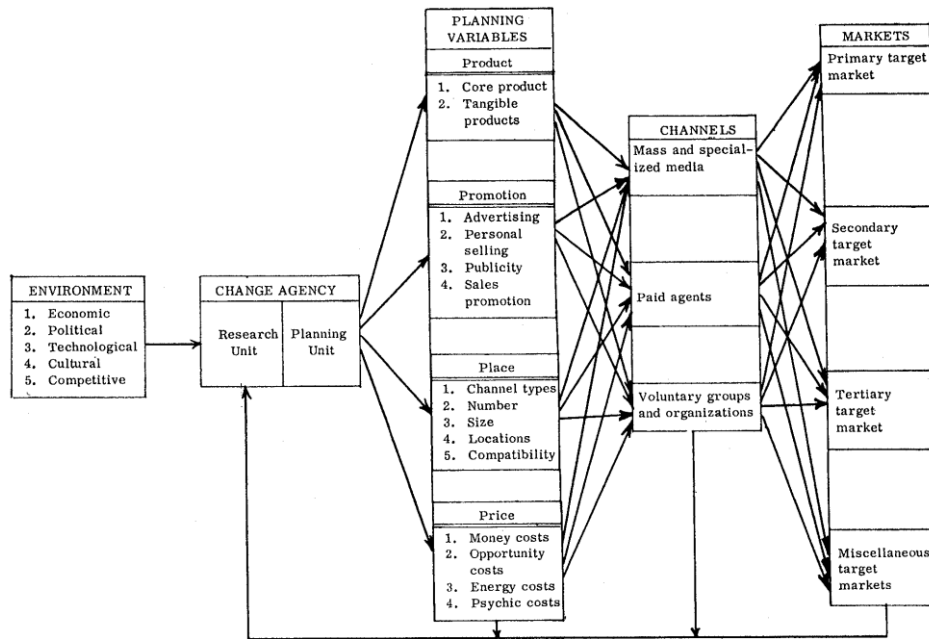 ENVIRONMENT
1. Economic
2. Political
3. Technological
4. Cultural
5. Competitive
CHANGE AGENCY
Research
Unit
Planning
Unit
PLANNING
VARIABLES
Product
1. Core product
2. Tangible
products
Promotion
1. Advertising
2. Personal
selling
3. Publicity
4. Sales
promotion
Place
1. Channel types
2. Number
3. Size
4. Locations
5. Compatibility
Price
1. Money costs
2. Opportunity
costs
3. Energy costs
4. Psychic costs
CHANNELS
Mass and special-
ized media
Paid agents
Voluntary groups
and organizations
MARKETS
Primary target
market
Secondary
target
market
Tertiary
target
market
Miscellaneous
target
markets